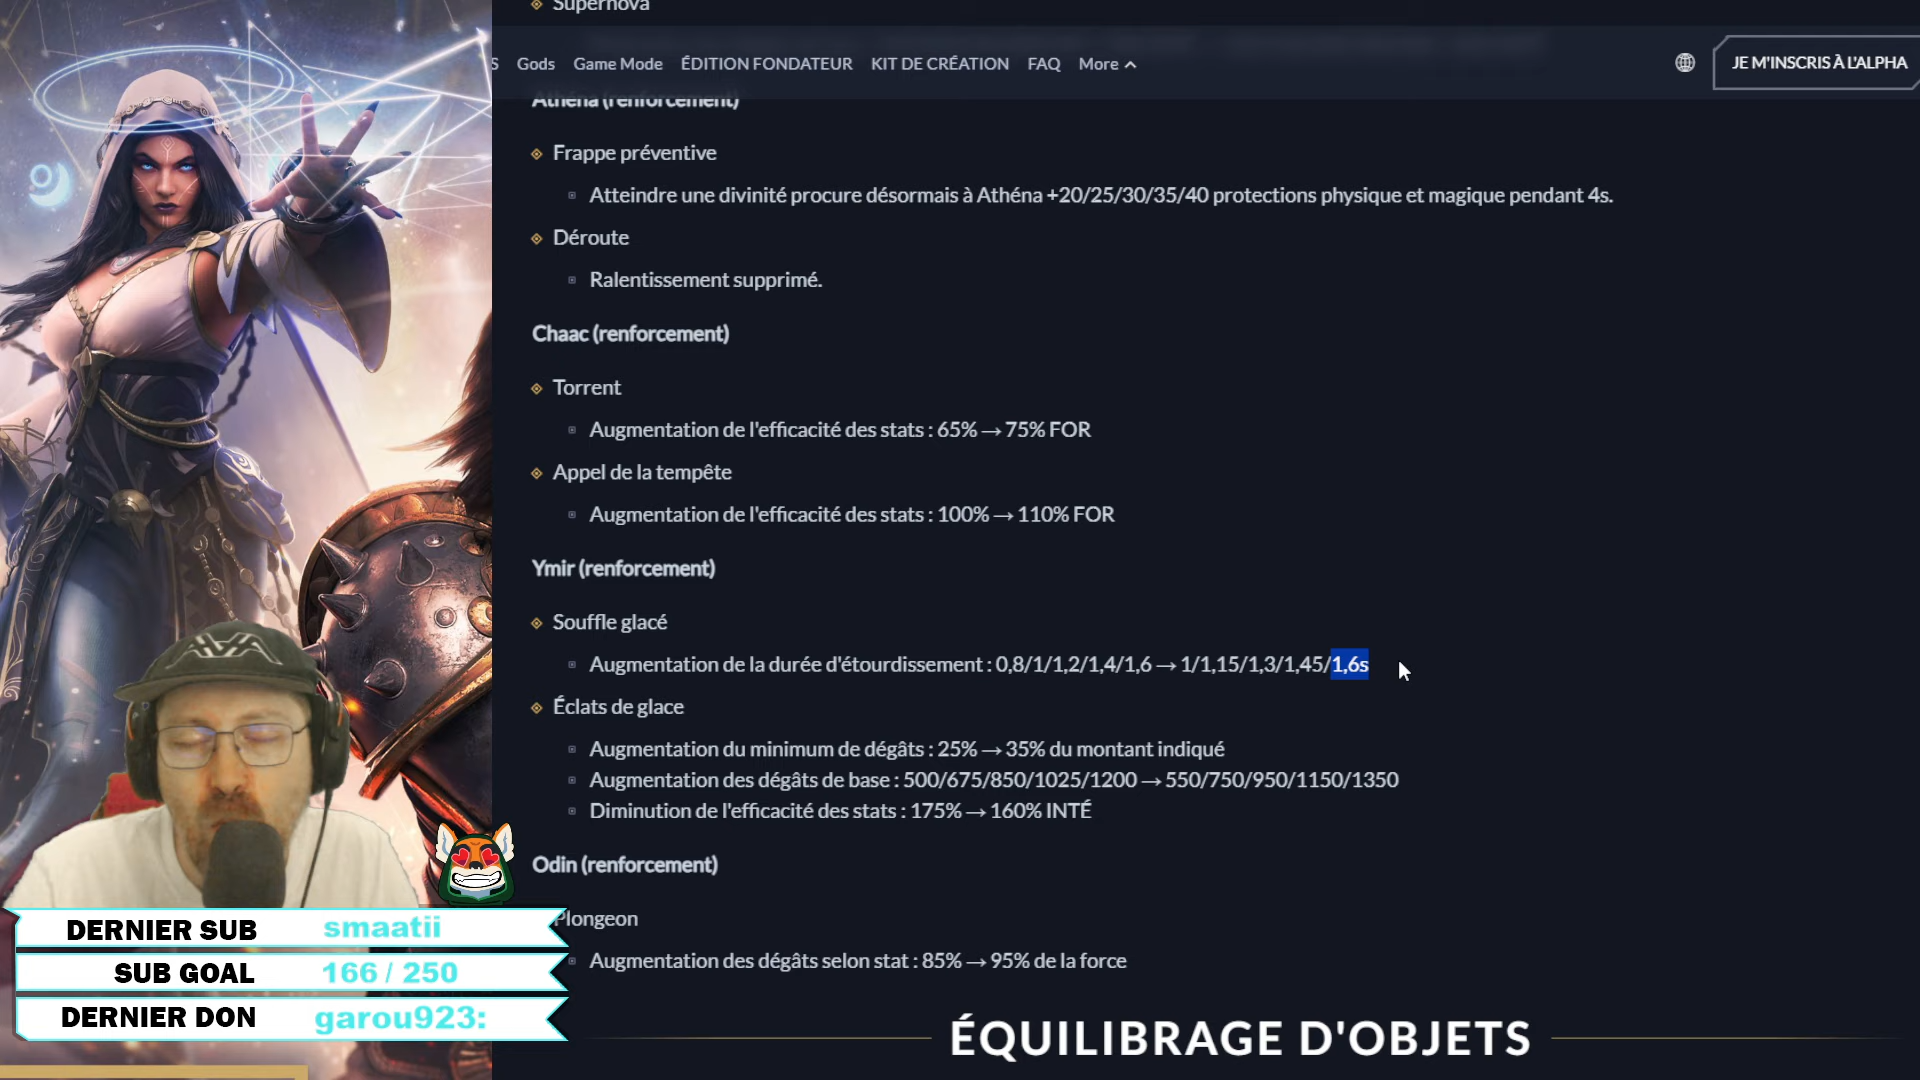 Supernova
S Gods Game Mode ÉDITION FONDATEUR KIT DE CRÉATION FAQ More
JE M'INSCRIS À L'ALPHA
Athéna (renforcement)
Frappe préventive
Atteindre une divinité procure désormais à Athéna +20/25/30/35/40 protections physique et magique pendant 4s.
Déroute
Ralentissement supprimé.
Chaac (renforcement)
Torrent
Augmentation de l'efficacité des stats : 65% → 75% FOR
Appel de la tempête
Augmentation de l'efficacité des stats : 100% → 110% FOR
Ymir (renforcement)
Souffle glacé
Augmentation de la durée d'étourdissement : 0,8/1/1,2/1,4/1,6 → 1/1,15/1,3/1,45/1,6s
Éclats de glace
Augmentation du minimum de dégâts : 25% → 35% du montant indiqué
Augmentation des dégâts de base : 500/675/850/1025/1200 → 550/750/950/1150/1350
Diminution de l'efficacité des stats : 175% → 160% INTÉ
Odin (renforcement)
Plongeon
Augmentation des dégâts selon stat : 85% → 95% de la force
ÉQUILIBRAGE D'OBJETS
DERNIER SUB smaatii
SUB GOAL 166 / 250
DERNIER DON garou923: